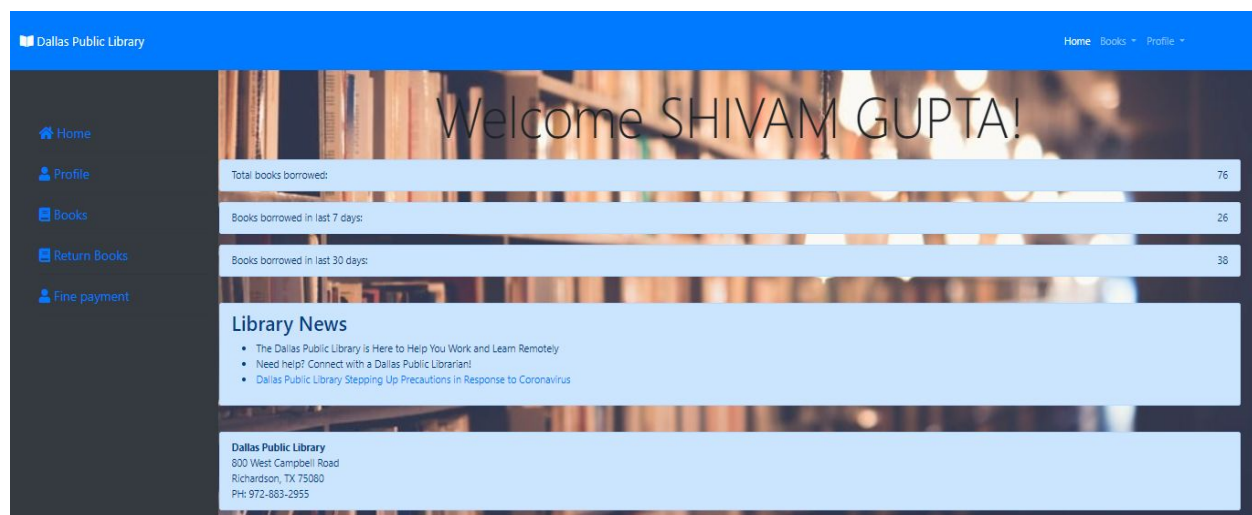 Dallas Public Library
Home Books Profile
Home
Profile
Books
Return Books
Fine payment
Welcome SHIVAM GUPTA!
Total books borrowed: 76
Books borrowed in last 7 days: 26
Books borrowed in last 30 days: 38
Library News
• The Dallas Public Library is Here to Help You Work and Learn Remotely
• Need help? Connect with a Dallas Public Librarian!
• Dallas Public Library Stepping Up Precautions in Response to Coronavirus
Dallas Public Library
800 West Campbell Road
Richardson, TX 75080
PH: 972-883-2955